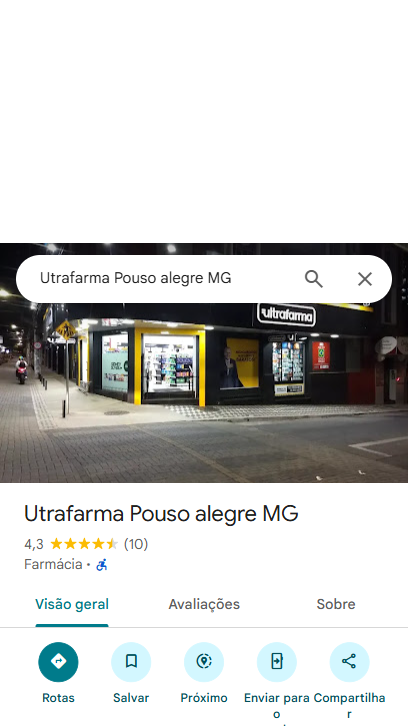 Utrafarma Pouso alegre MG
ultrafarma
Utrafarma Pouso alegre MG
4,3 (10)
Farmácia ·
Visão geral
Avaliações
Sobre
Rotas
Salvar
Próximo
Enviar para o
Compartilhar